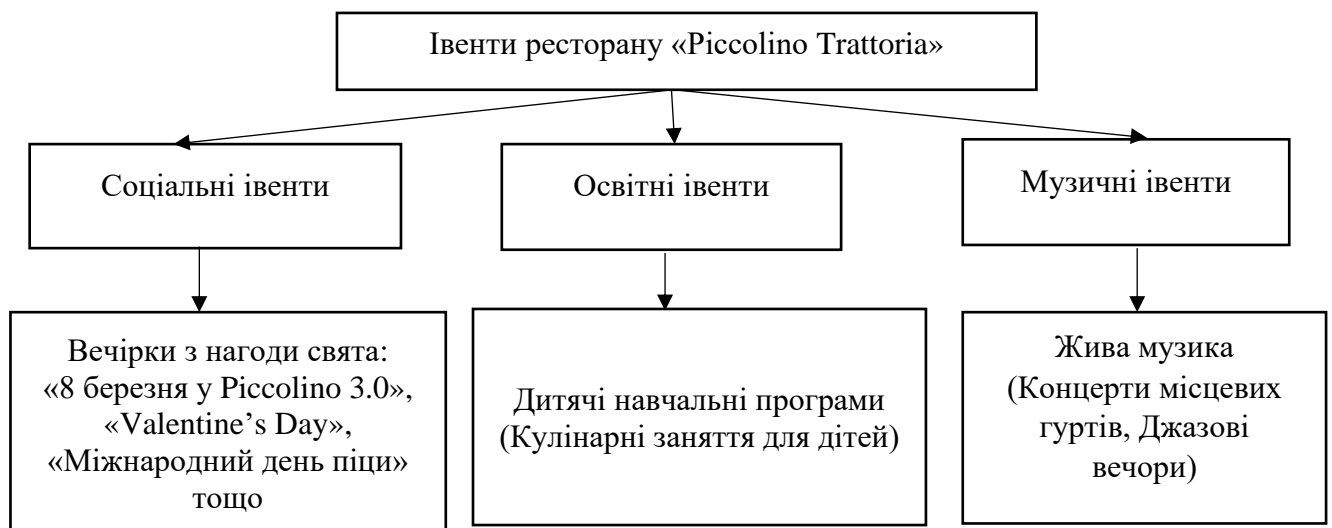 Івенти ресторану «Piccolino Trattoria»
Соціальні івенти
Освітні івенти
Музичні івенти
Вечірки з нагоди свята:
«8 березня у Piccolino 3.0»,
«Valentine’s Day»,
«Міжнародний день піци»
тощо
Дитячі навчальні програми
(Кулінарні заняття для дітей)
Жива музика
(Концерти місцевих
гуртів, Джазові
вечори)